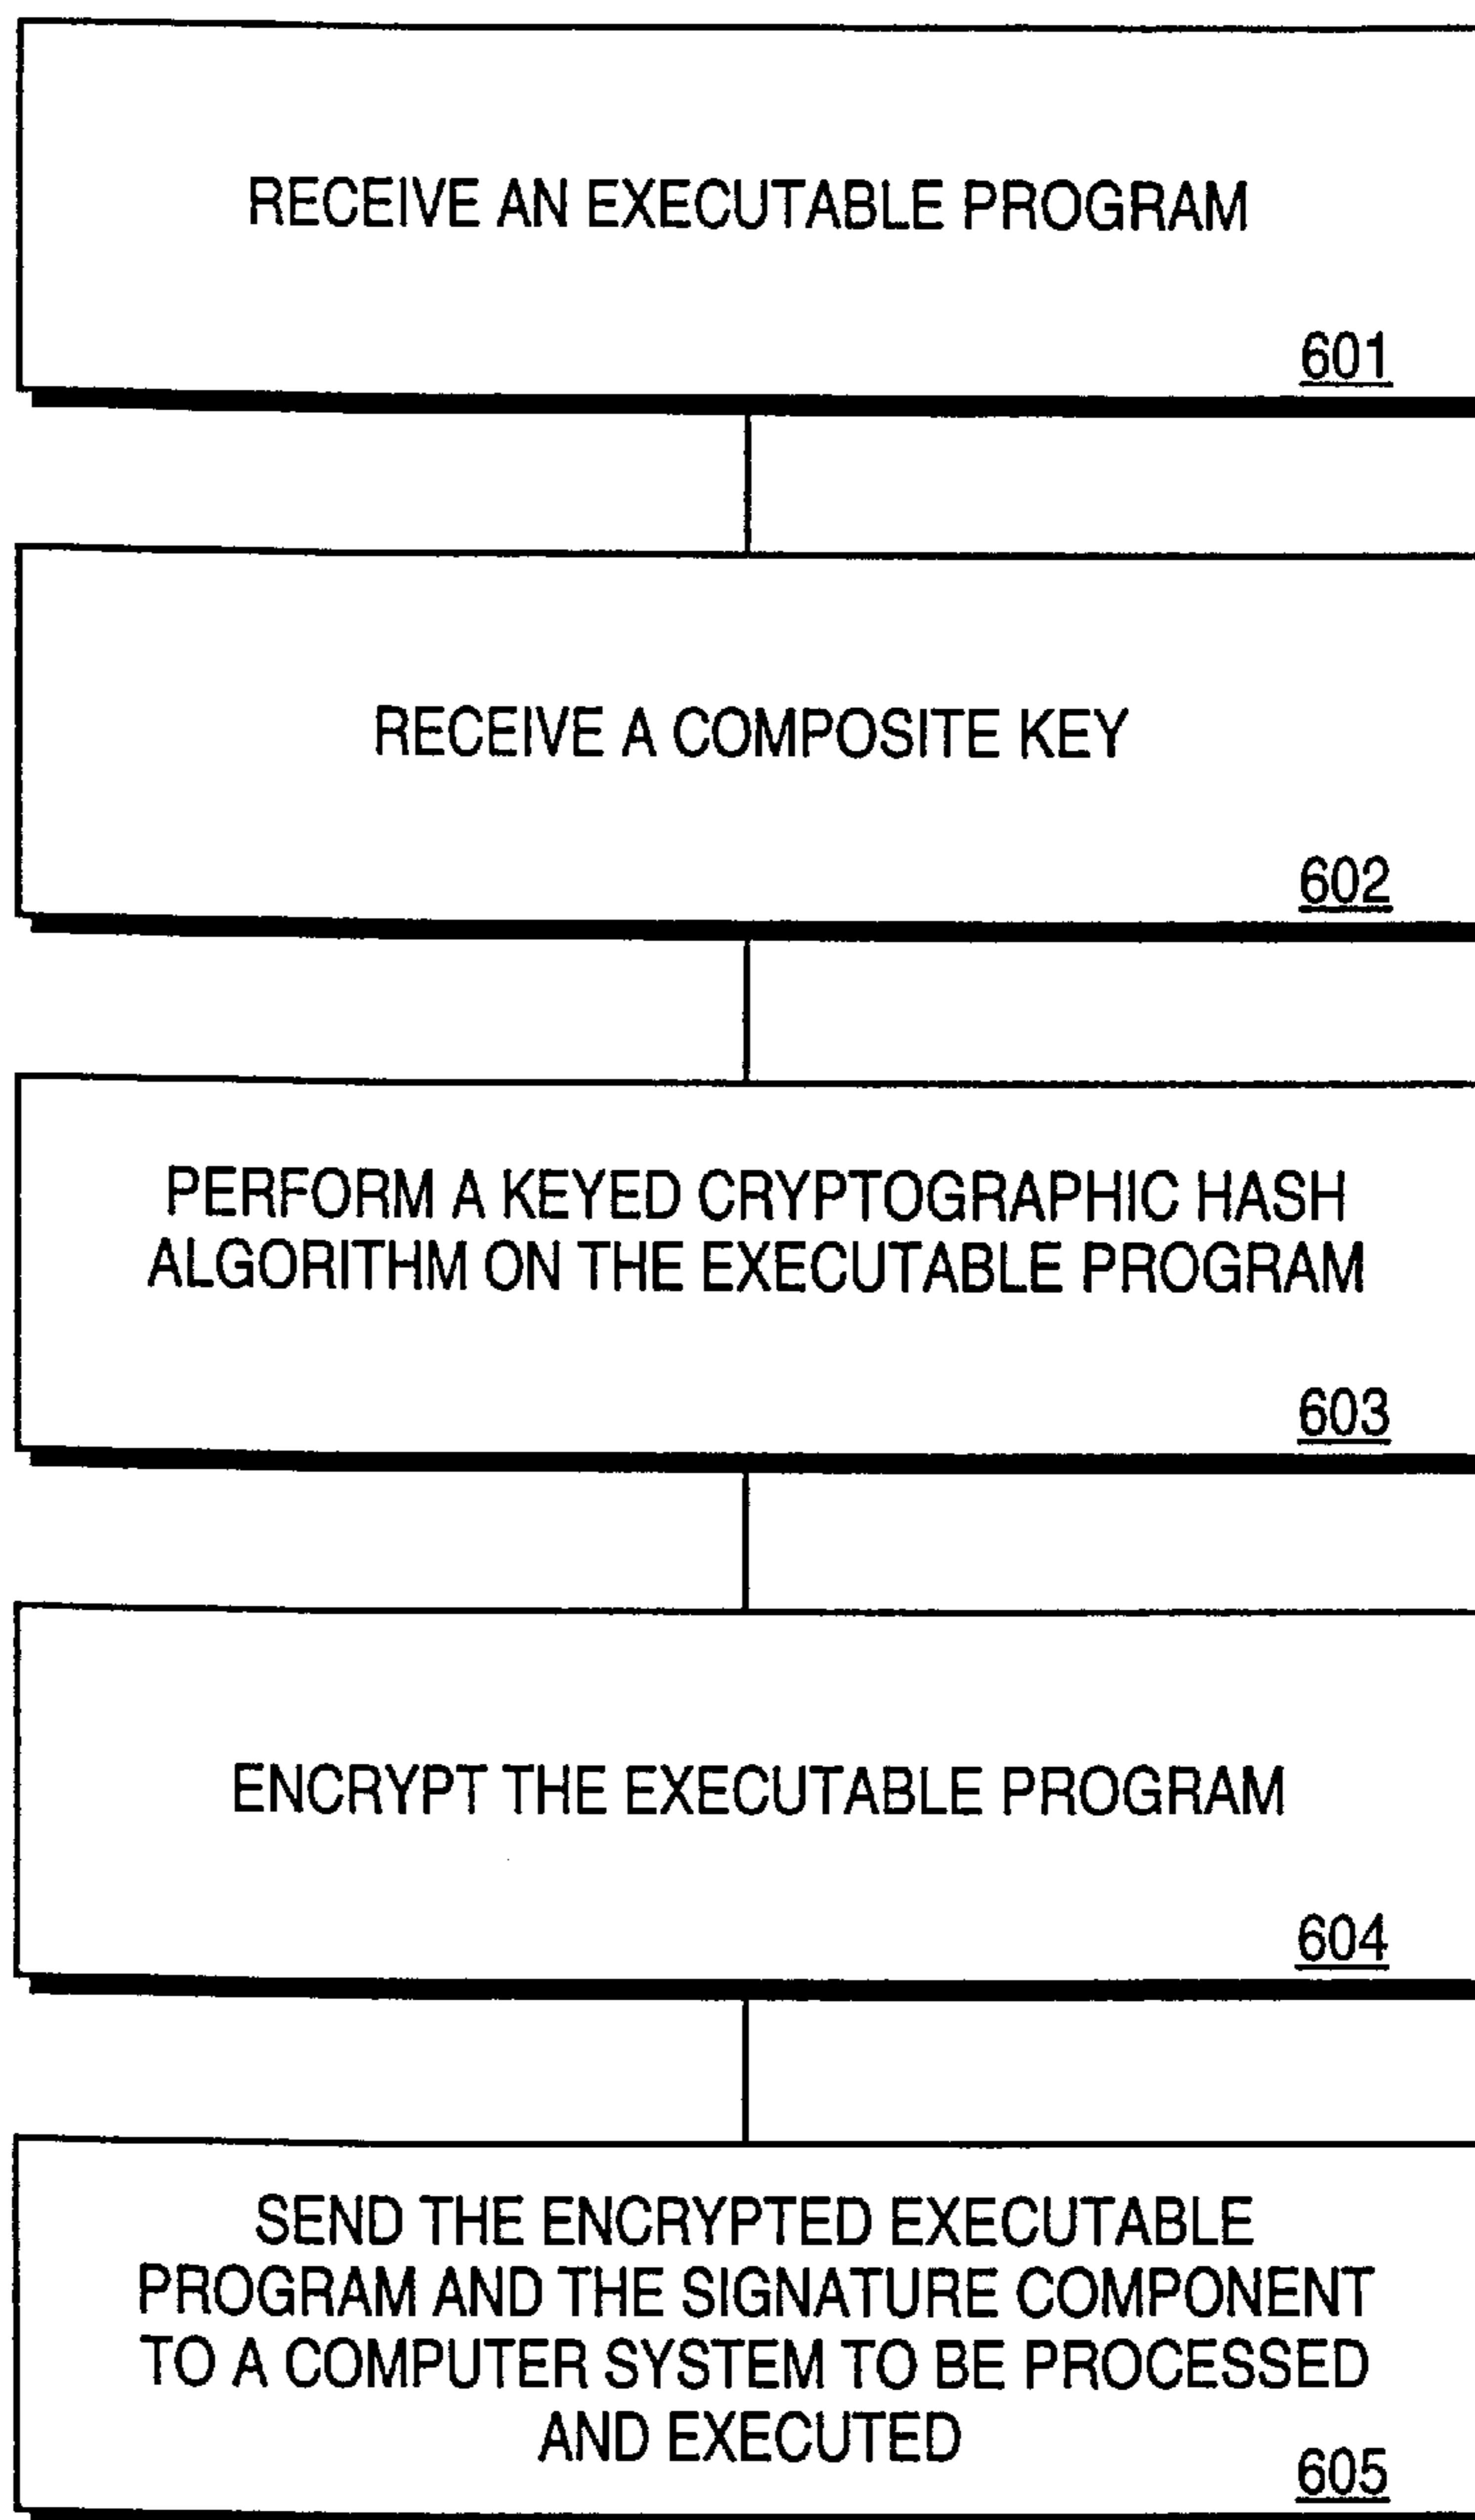 RECEIVE AN EXECUTABLE PROGRAM
601
RECEIVE A COMPOSITE KEY
602
PERFORM A KEYED CRYPTOGRAPHIC HASH
ALGORITHM ON THE EXECUTABLE PROGRAM
603
ENCRYPT THE EXECUTABLE PROGRAM
604
SEND THE ENCRYPTED EXECUTABLE
PROGRAM AND THE SIGNATURE COMPONENT
TO A COMPUTER SYSTEM TO BE PROCESSED
AND EXECUTED
605